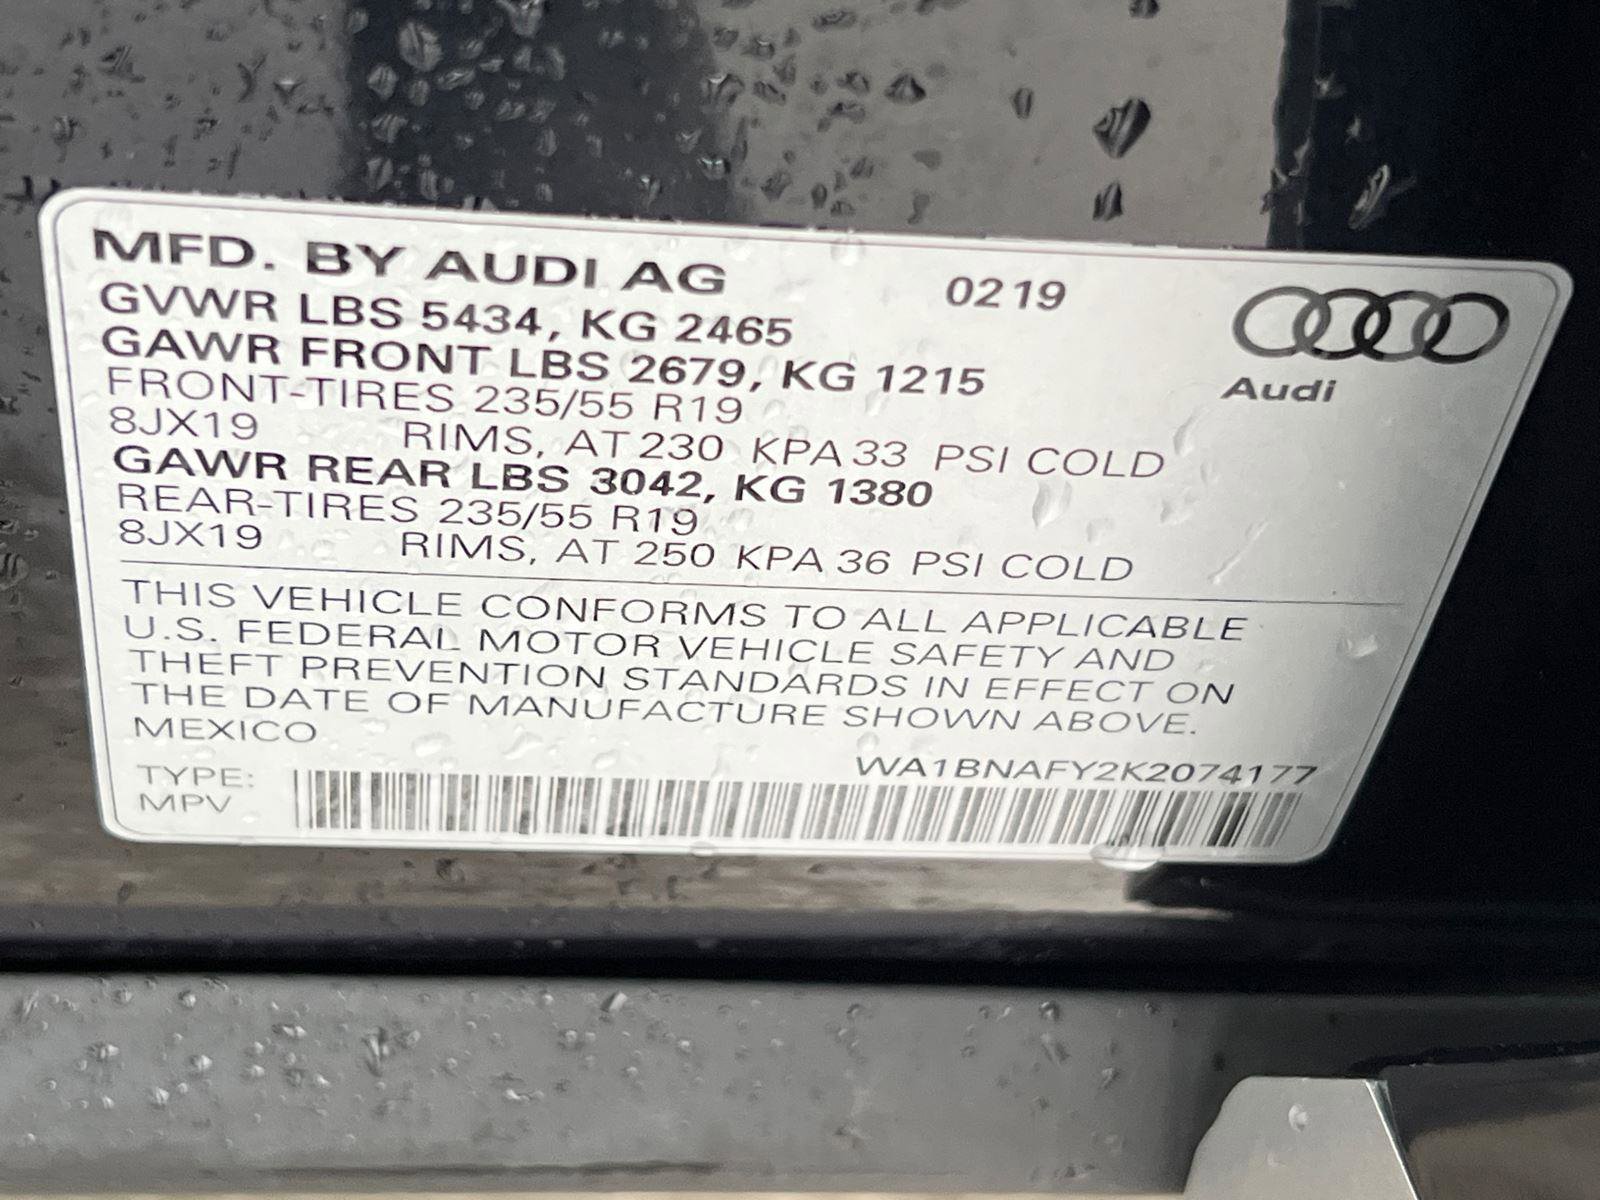 MFD. BY AUDI AG 0219
GVWR LBS 5434, KG 2465
GAWR FRONT LBS 2679, KG 1215
FRONT-TIRES 235/55 R19
8JX19 RIMS, AT 230 KPA 33 PSI COLD
GAWR REAR LBS 3042, KG 1380
REAR-TIRES 235/55 R19
8JX19 RIMS, AT 250 KPA 36 PSI COLD
Audi
THIS VEHICLE CONFORMS TO ALL APPLICABLE
U.S. FEDERAL MOTOR VEHICLE SAFETY AND
THEFT PREVENTION STANDARDS IN EFFECT ON
THE DATE OF MANUFACTURE SHOWN ABOVE.
MEXICO
WA1BNAFY2K2074177
TYPE:
MPV